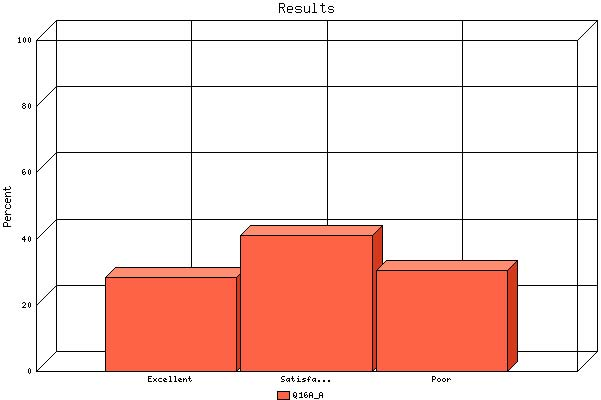 Results
100
80
60
40
20
0
Percent
Excellent Satisfa... Poor
Q16A_A